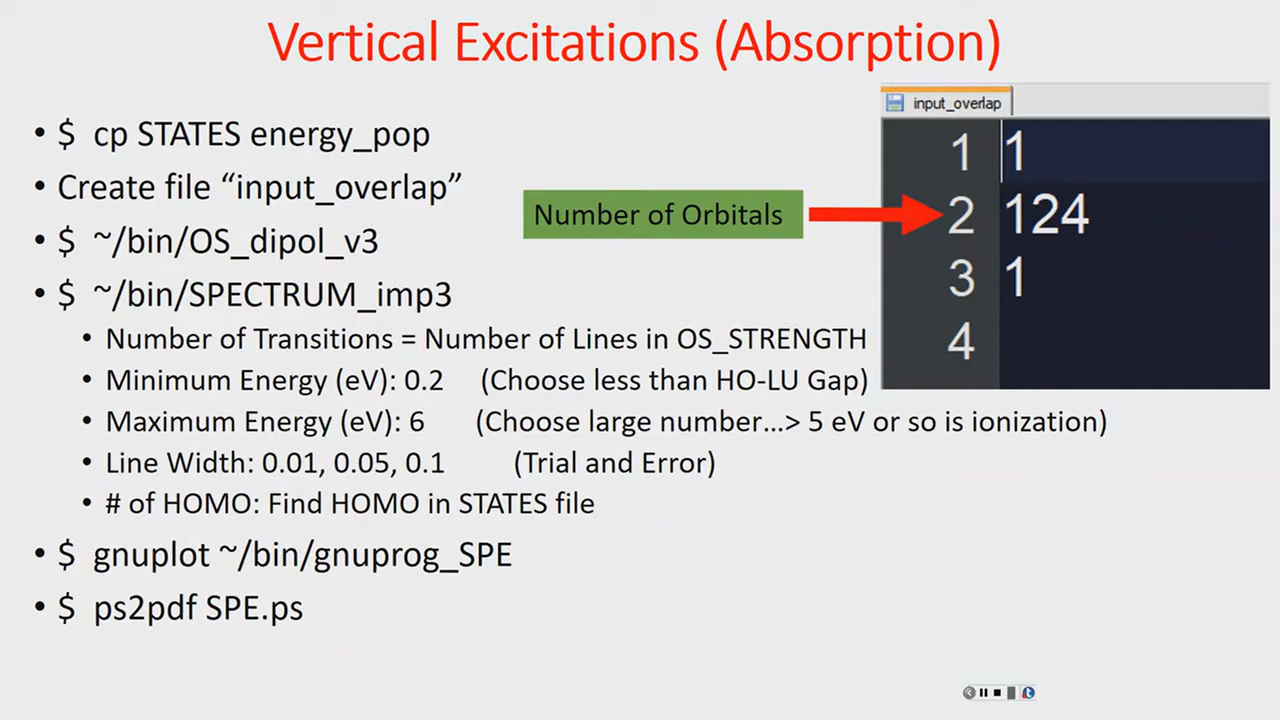 Vertical Excitations (Absorption)
• $ cp STATES energy_pop
• Create file “input_overlap”
• $ ~/bin/OS_dipol_v3
• $ ~/bin/SPECTRUM_imp3
• Number of Transitions = Number of Lines in OS_STRENGTH
• Minimum Energy (eV): 0.2 (Choose less than HO-LU Gap)
• Maximum Energy (eV): 6 (Choose large number...> 5 eV or so is ionization)
• Line Width: 0.01, 0.05, 0.1 (Trial and Error)
• # of HOMO: Find HOMO in STATES file
• $ gnuplot ~/bin/gnuprog_SPE
• $ ps2pdf SPE.ps
Number of Orbitals
input_overlap
1 1
2 124
3 1
4